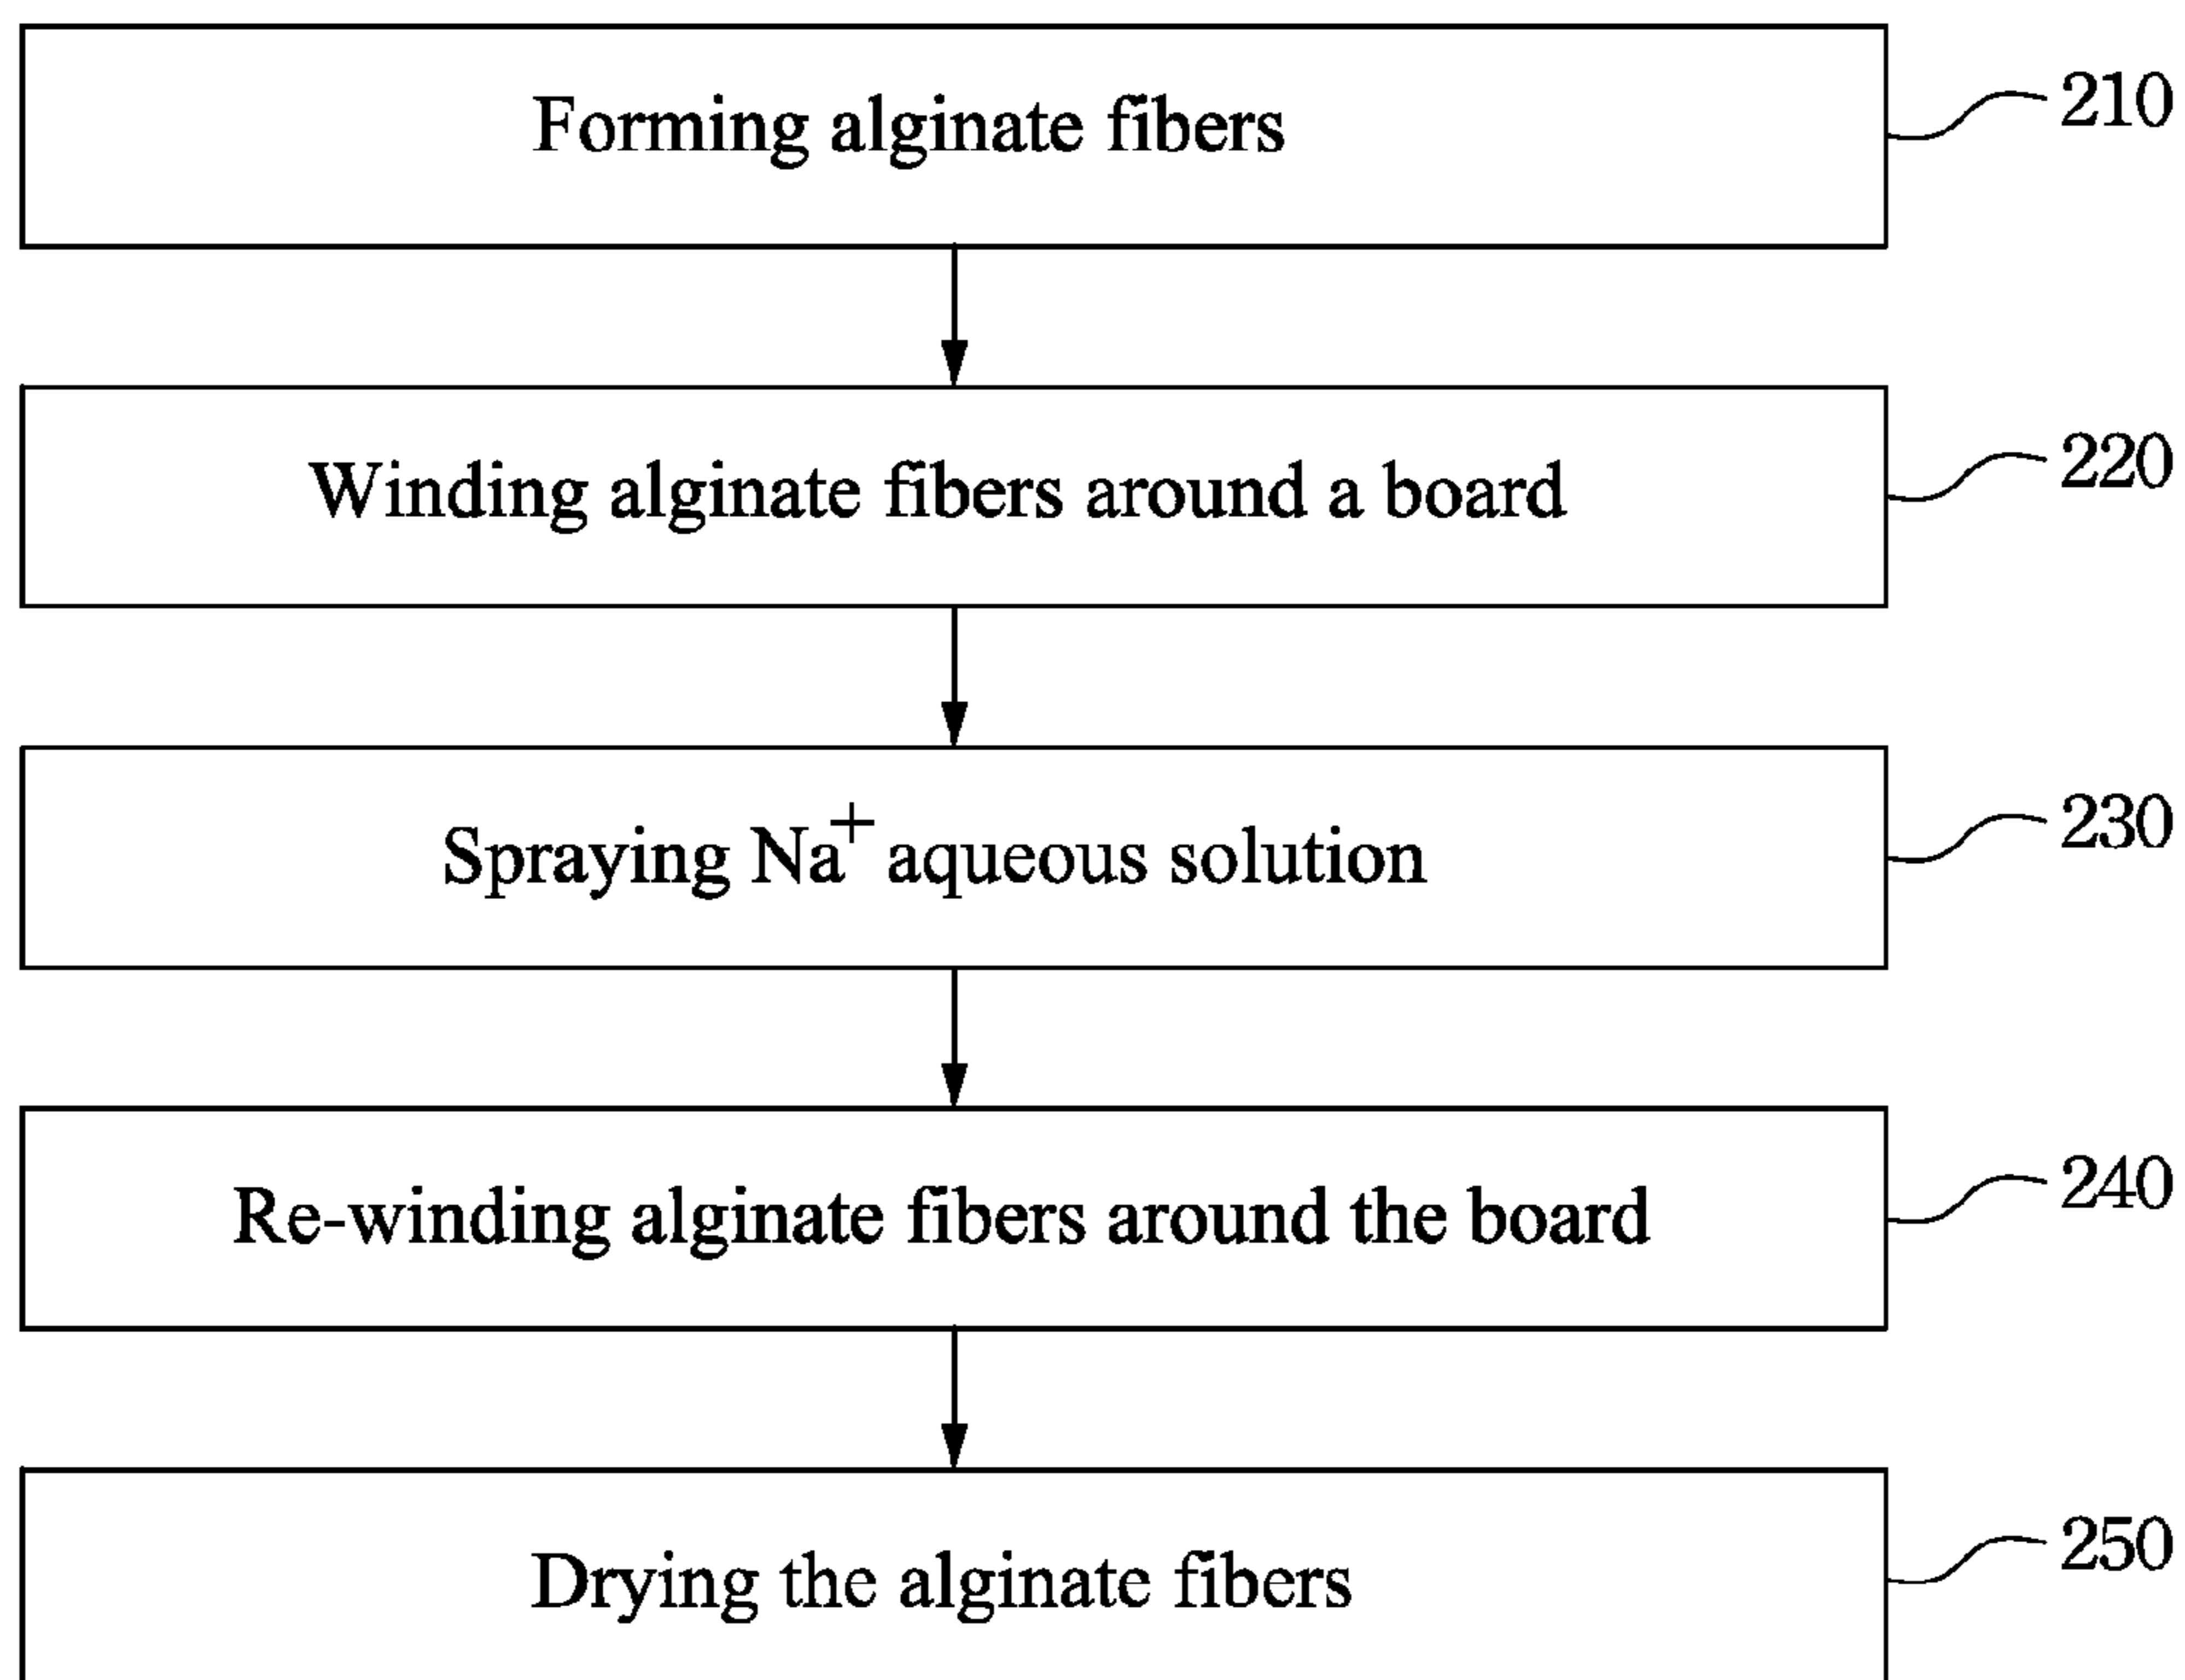 Forming alginate fibers
210
Winding alginate fibers around a board
220
Spraying Na⁺ aqueous solution
230
Re-winding alginate fibers around the board
240
Drying the alginate fibers
250